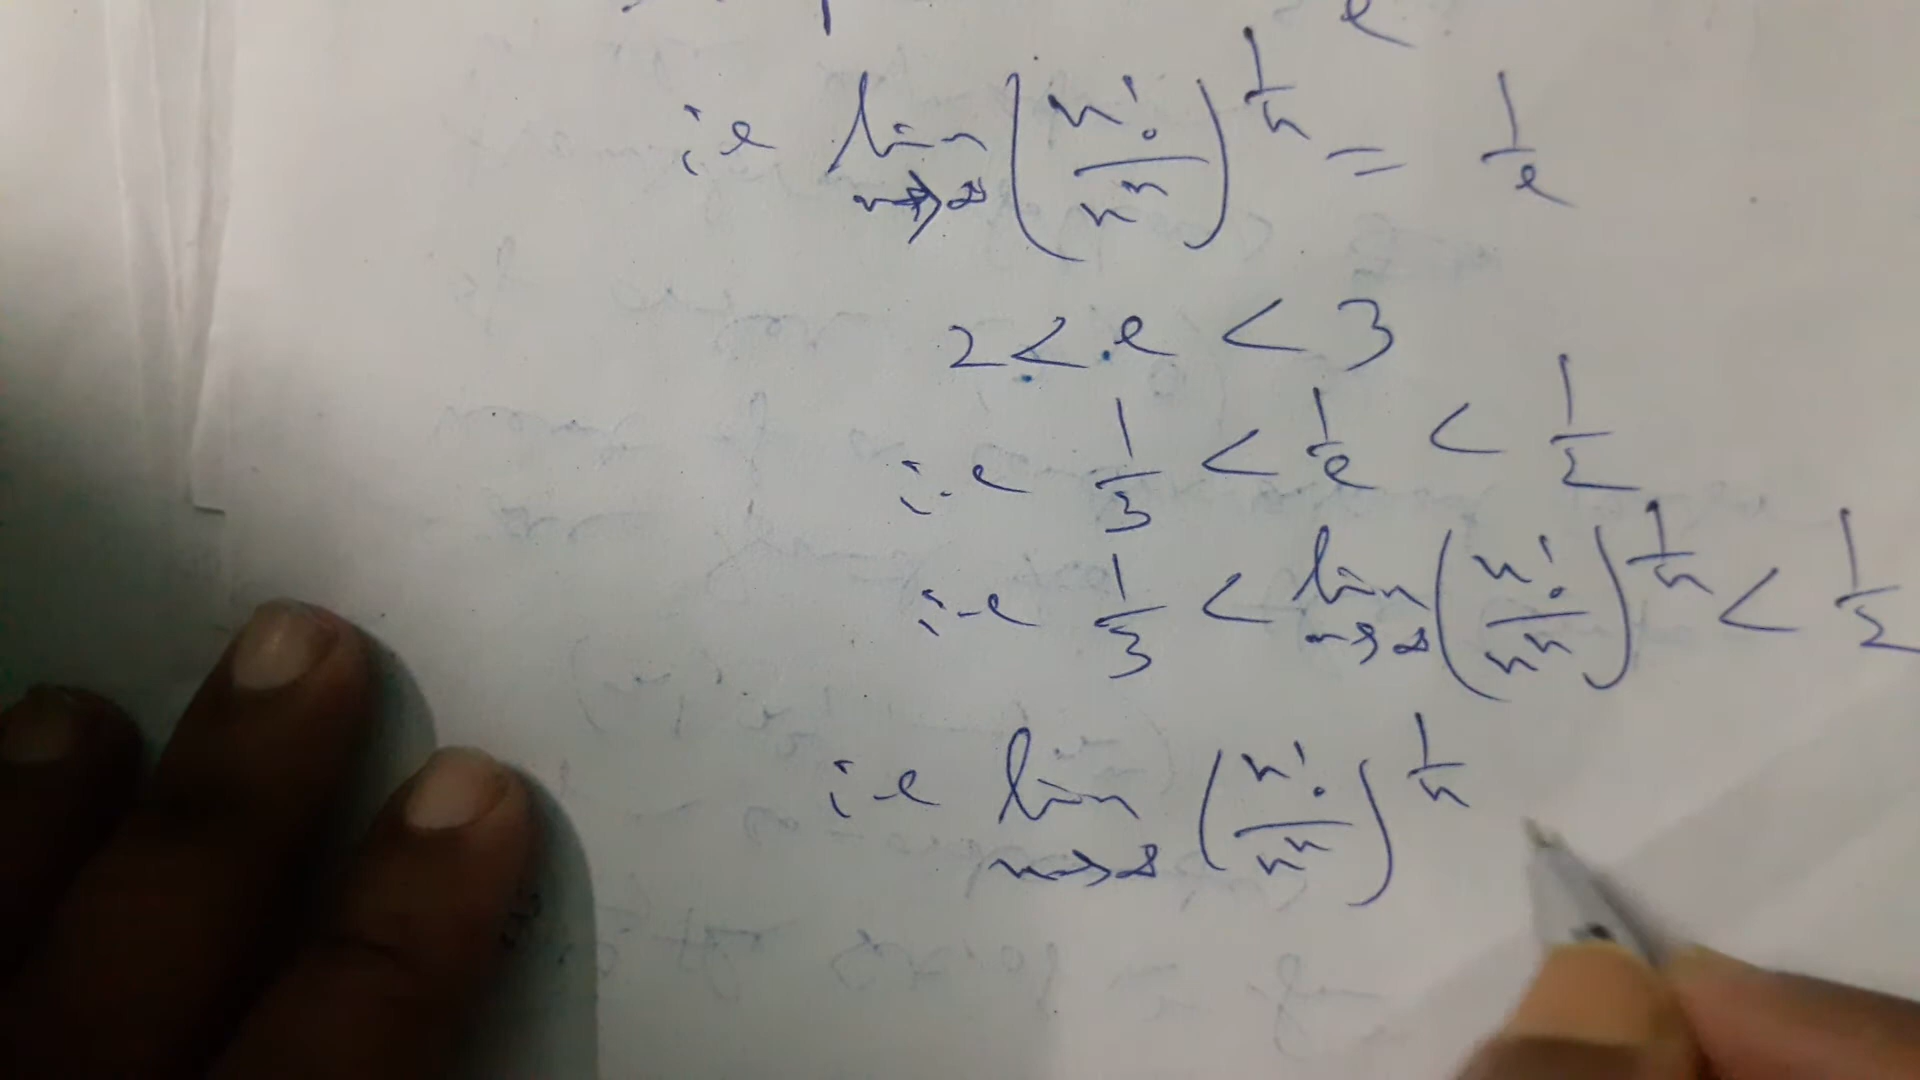 e
i.e lim n→∞ (n!/n^n)^(1/n) = 1/e
2 < e < 3
i.e 1/3 < 1/e < 1/2
i.e 1/3 < lim n→∞ (n!/n^n)^(1/n) < 1/2
i.e lim n→∞ (n!/n^n)^(1/n)